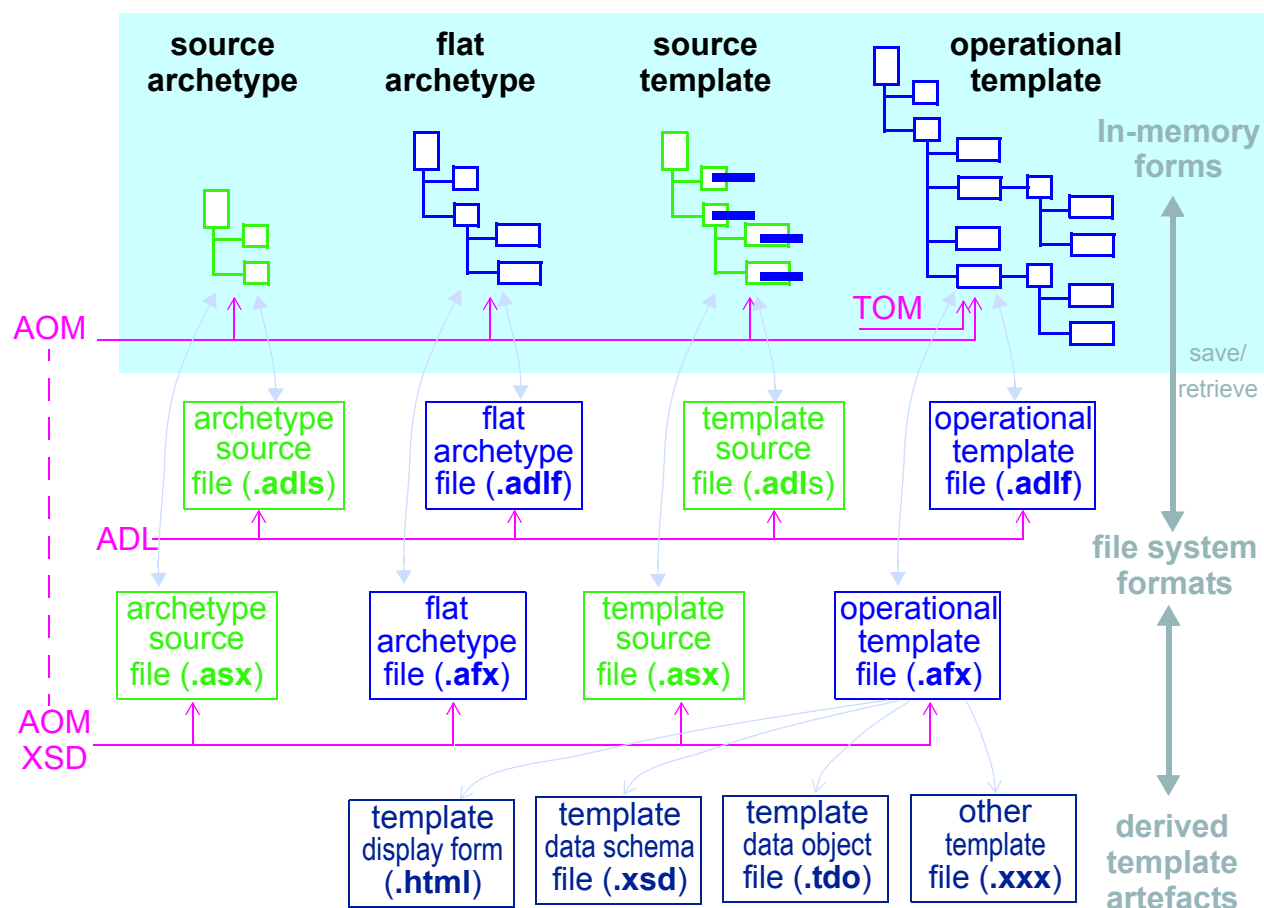 source
archetype
flat
archetype
source
template
operational
template
In-memory
forms
AOM
TOM
save/
retrieve
archetype
source
file (.adls)
flat
archetype
file (.adlf)
template
source
file (.adls)
operational
template
file (.adlf)
ADL
file system
formats
archetype
source
file (.asx)
flat
archetype
file (.afx)
template
source
file (.asx)
operational
template
file (.afx)
AOM
XSD
template
display form
(.html)
template
data schema
file (.xsd)
template
data object
file (.tdo)
other
template
file (.xxx)
derived
template
artefacts